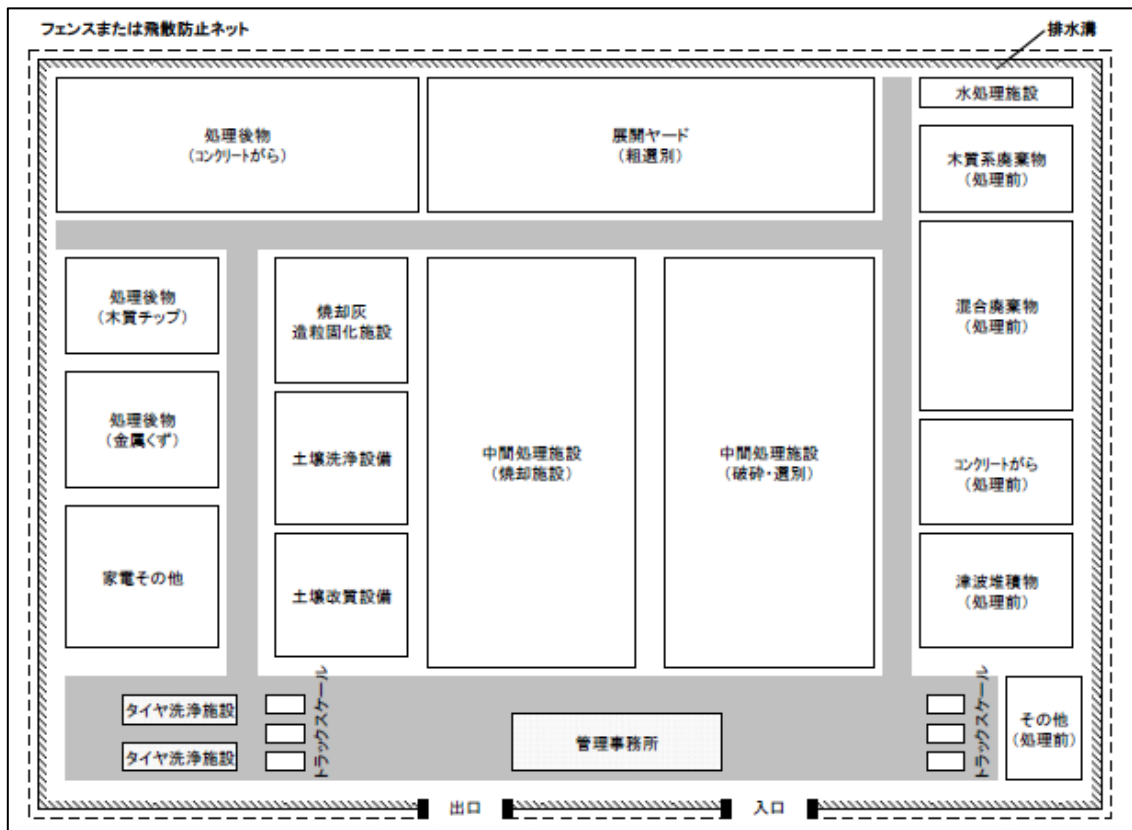 フェンスまたは飛散防止ネット
排水溝
処理後物
(コンクリートがら)
展開ヤード
(粗選別)
水処理施設
木質系廃棄物
(処理前)
混合廃棄物
(処理前)
処理後物
(木質チップ)
焼却灰
造粒固化施設
処理後物
(金属くず)
土壌洗浄設備
中間処理施設
(焼却施設)
中間処理施設
(破砕・選別)
コンクリートがら
(処理前)
家電その他
土壌改質設備
津波堆積物
(処理前)
タイヤ洗浄施設
タイヤ洗浄施設
トラックスケール
管理事務所
トラックスケール
その他
(処理前)
出口
入口